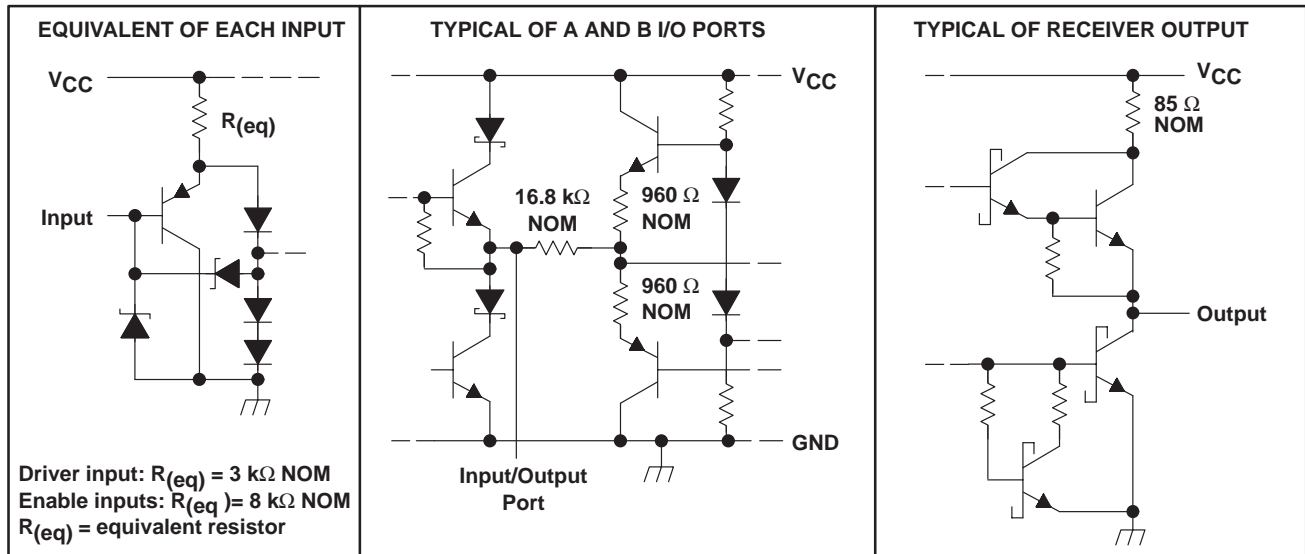 EQUIVALENT OF EACH INPUT
VCC
R(eq)
Input
Driver input: R(eq) = 3 kΩ NOM
Enable inputs: R(eq )= 8 kΩ NOM
R(eq) = equivalent resistor
TYPICAL OF A AND B I/O PORTS
VCC
16.8 kΩ
NOM
960 Ω
NOM
960 Ω
NOM
GND
Input/Output
Port
TYPICAL OF RECEIVER OUTPUT
VCC
85 Ω
NOM
Output